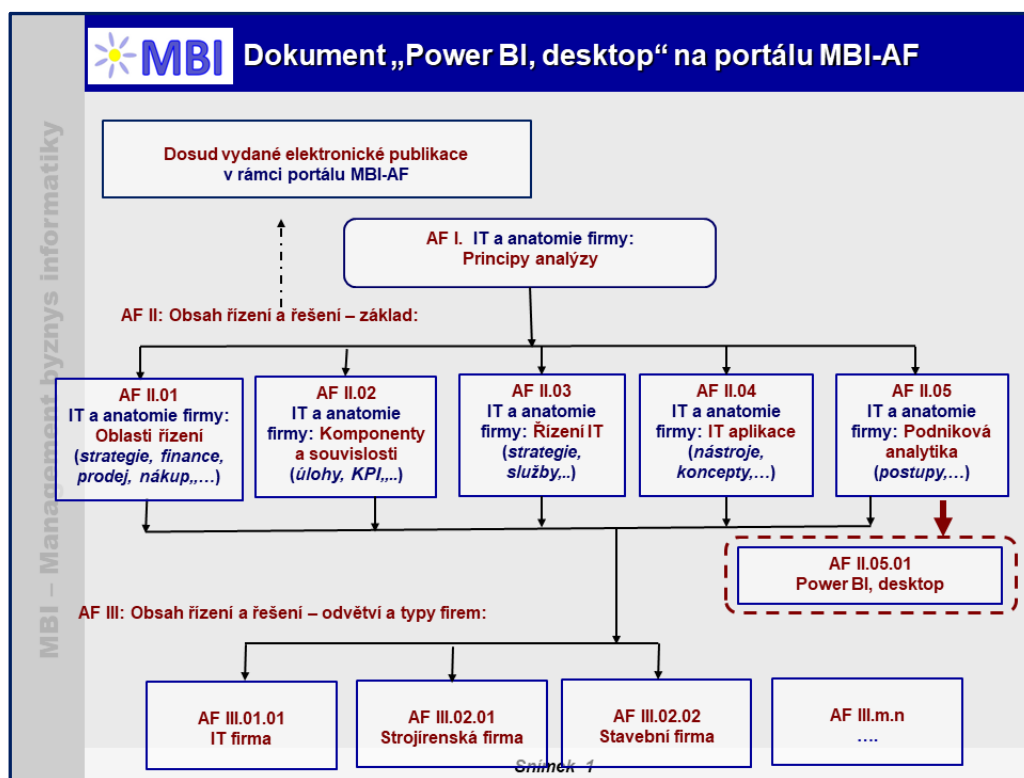 MBI
Dokument „Power BI, desktop“ na portálu MBI-AF
MBI – Management byznys informatiky
Dosud vydané elektronické publikace
v rámci portálu MBI-AF
AF I. IT a anatomie firmy:
Principy analýzy
AF II: Obsah řízení a řešení – základ:
AF II.01
IT a anatomie firmy:
Oblasti řízení
(strategie, finance,
prodej, nákup,,…)
AF II.02
IT a anatomie
firmy: Komponenty
a souvislosti
(úlohy, KPI,,..)
AF II.03
IT a anatomie
firmy: Řízení IT
(strategie,
služby,..)
AF II.04
IT a anatomie
firmy: IT aplikace
(nástroje,
koncepty,…)
AF II.05
IT a anatomie
firmy: Podniková
analytika
(postupy,…)
AF II.05.01
Power BI, desktop
AF III: Obsah řízení a řešení – odvětví a typy firem:
AF III.01.01
IT firma
AF III.02.01
Strojírenská firma
AF III.02.02
Stavební firma
AF III.m.n
….
Snímek 1